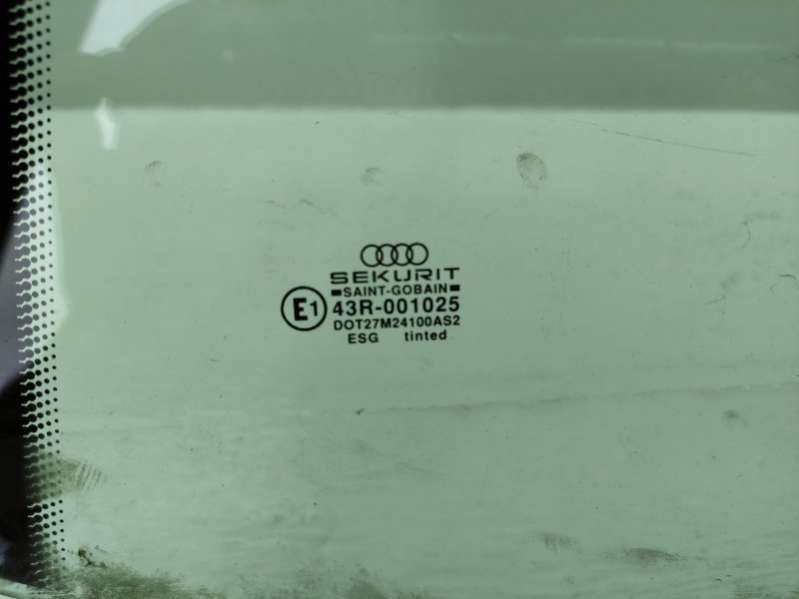 SEKURIT
SAINT-GOBAIN
E1 43R-001025
DOT27M24100AS2
ESG tinted